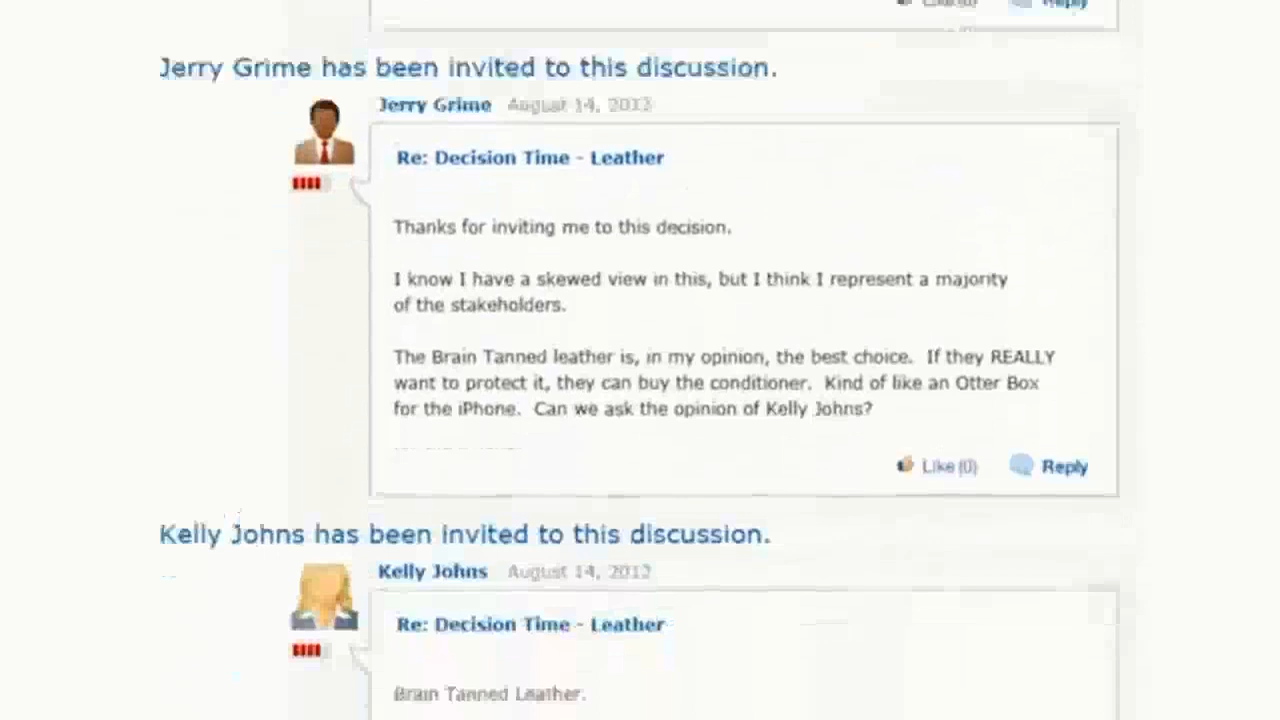 Like (0) Reply
Jerry Grime has been invited to this discussion.
Jerry Grime August 14, 2012
Re: Decision Time - Leather
Thanks for inviting me to this decision.
I know I have a skewed view in this, but I think I represent a majority
of the stakeholders.
The Brain Tanned leather is, in my opinion, the best choice. If they REALLY
want to protect it, they can buy the conditioner. Kind of like an Otter Box
for the iPhone. Can we ask the opinion of Kelly Johns?
Like (0) Reply
Kelly Johns has been invited to this discussion.
Kelly Johns August 14, 2012
Re: Decision Time - Leather
Brain Tanned Leather.